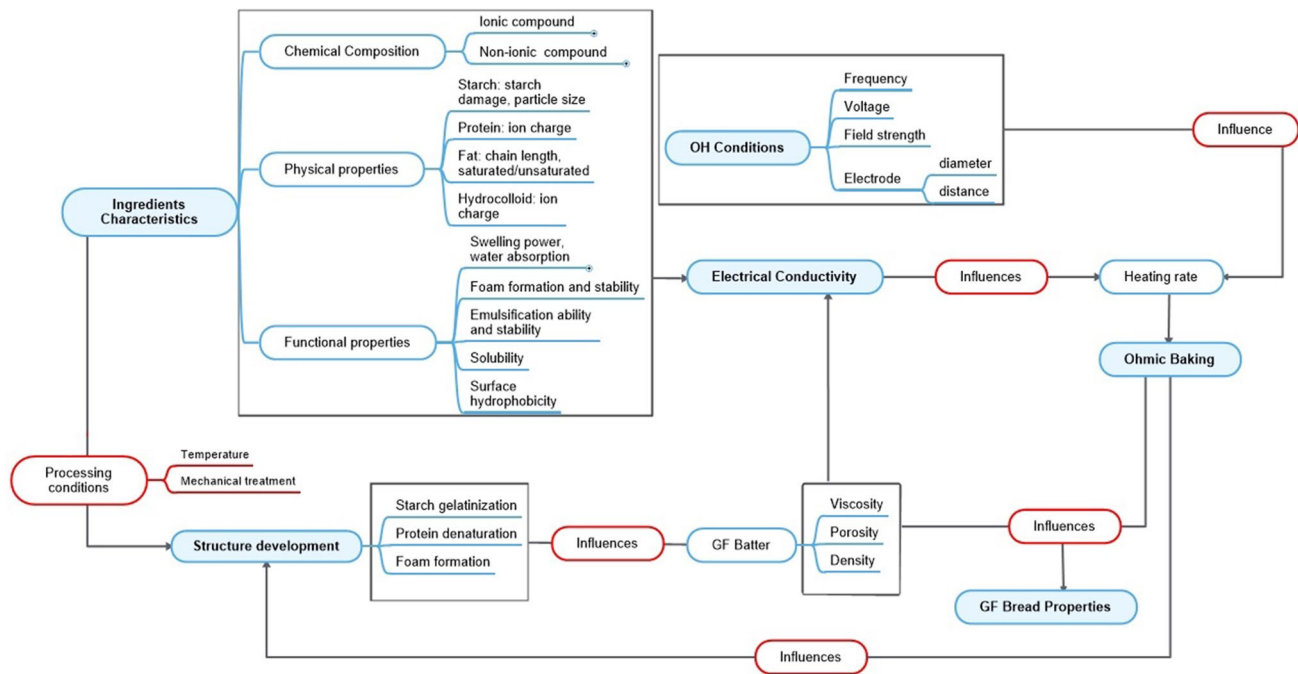 Ionic compound
Non-ionic compound
Chemical Composition
Starch: starch
damage, particle size
Protein: ion charge
Fat: chain length,
saturated/unsaturated
Hydrocolloid: ion
charge
Physical properties
Ingredients
Characteristics
Swelling power,
water absorption
Foam formation and stability
Emulsification ability
and stability
Solubility
Surface
hydrophobicity
Functional properties
Frequency
Voltage
Field strength
Electrode
diameter
distance
OH Conditions
Influence
Electrical Conductivity
Influences
Heating rate
Ohmic Baking
Processing
conditions
Temperature
Mechanical treatment
Structure development
Starch gelatinization
Protein denaturation
Foam formation
Influences
GF Batter
Viscosity
Porosity
Density
Influences
GF Bread Properties
Influences